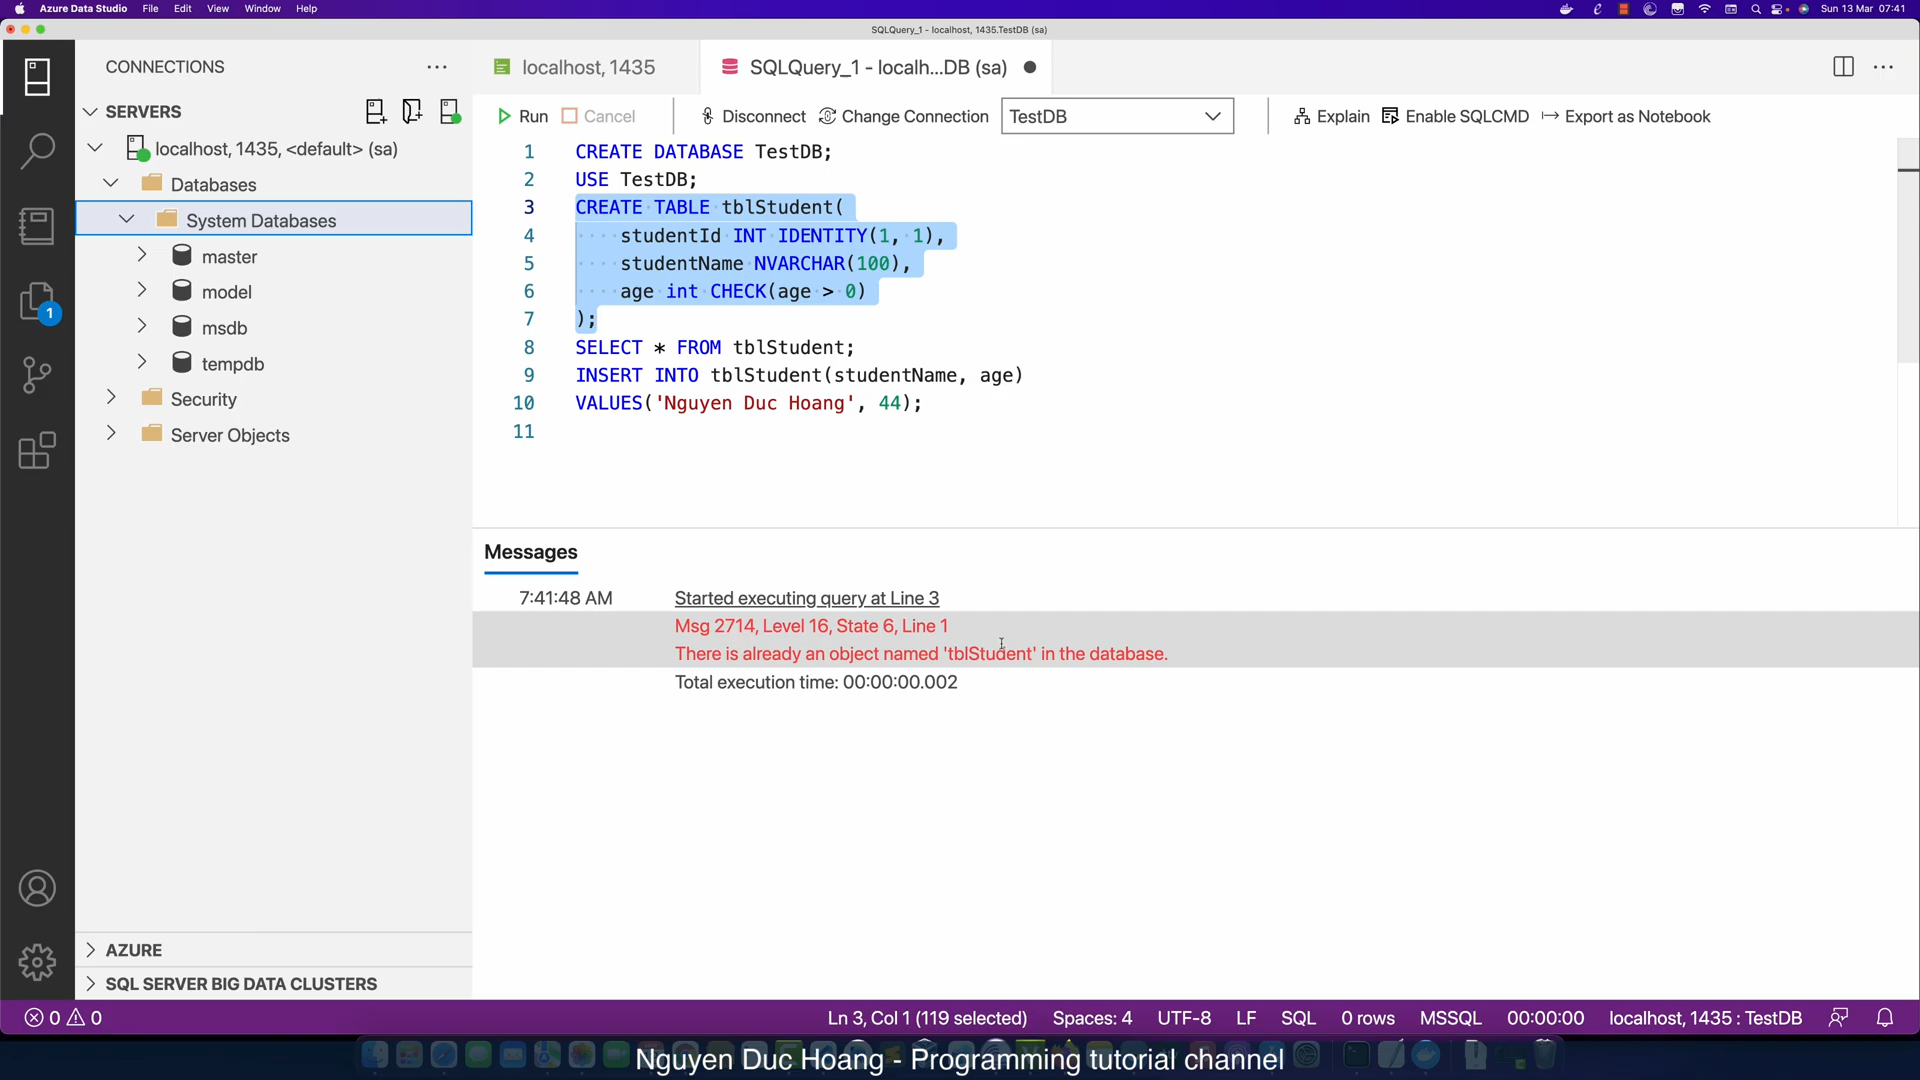 Azure Data Studio File Edit View Window Help
Sun 13 Mar 07:41
SQLQuery_1 - localhost, 1435.TestDB (sa)
CONNECTIONS
localhost, 1435
SQLQuery_1 - localh...DB (sa)
SERVERS
Run
Cancel
Disconnect
Change Connection
TestDB
Explain
Enable SQLCMD
Export as Notebook
localhost, 1435, <default> (sa)
Databases
System Databases
master
model
msdb
tempdb
Security
Server Objects
1
1 CREATE DATABASE TestDB;
2 USE TestDB;
3 CREATE TABLE tblStudent(
4 studentId INT IDENTITY(1, 1),
5 studentName NVARCHAR(100),
6 age int CHECK(age > 0)
7 );
8 SELECT * FROM tblStudent;
9 INSERT INTO tblStudent(studentName, age)
10 VALUES('Nguyen Duc Hoang', 44);
11
Messages
7:41:48 AM Started executing query at Line 3
Msg 2714, Level 16, State 6, Line 1
There is already an object named 'tblStudent' in the database.
Total execution time: 00:00:00.002
AZURE
SQL SERVER BIG DATA CLUSTERS
0 0 Ln 3, Col 1 (119 selected) Spaces: 4 UTF-8 LF SQL 0 rows MSSQL 00:00:00 localhost, 1435 : TestDB
Nguyen Duc Hoang - Programming tutorial channel